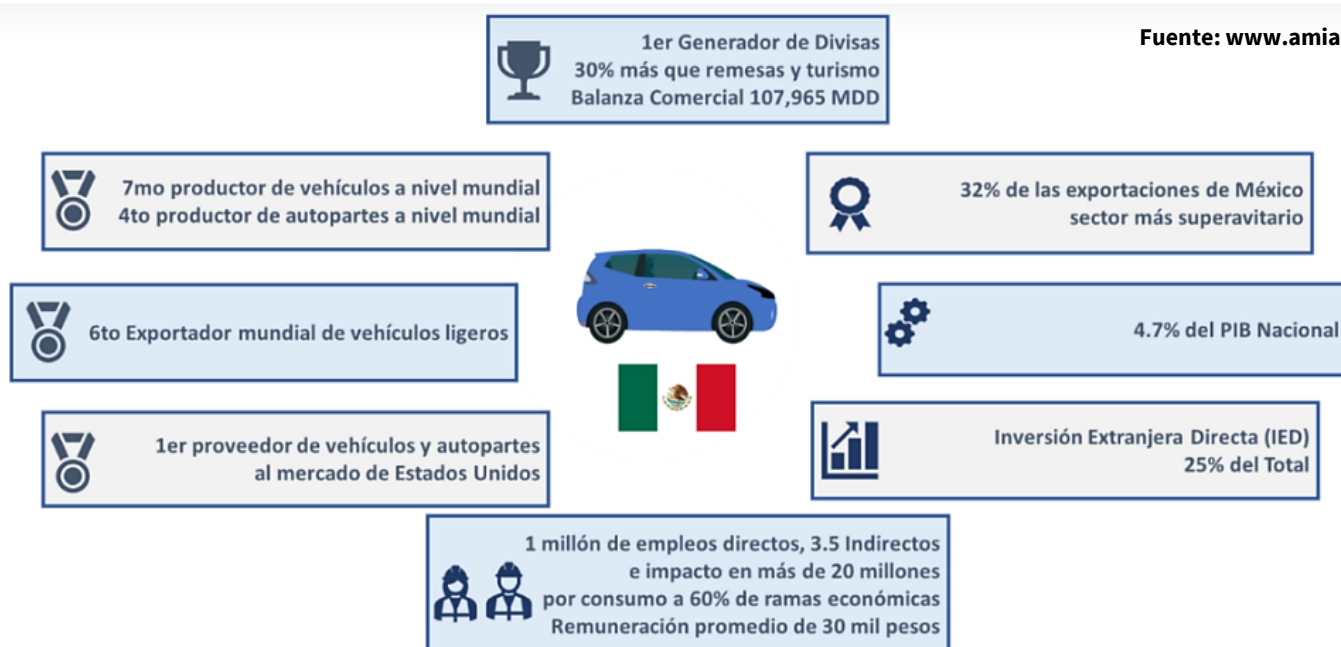 Fuente: www.amia
1er Generador de Divisas
30% más que remesas y turismo
Balanza Comercial 107,965 MDD
7mo productor de vehículos a nivel mundial
4to productor de autopartes a nivel mundial
32% de las exportaciones de México
sector más superavitario
6to Exportador mundial de vehículos ligeros
4.7% del PIB Nacional
1er proveedor de vehículos y autopartes
al mercado de Estados Unidos
Inversión Extranjera Directa (IED)
25% del Total
1 millón de empleos directos, 3.5 Indirectos
e impacto en más de 20 millones
por consumo a 60% de ramas económicas
Remuneración promedio de 30 mil pesos